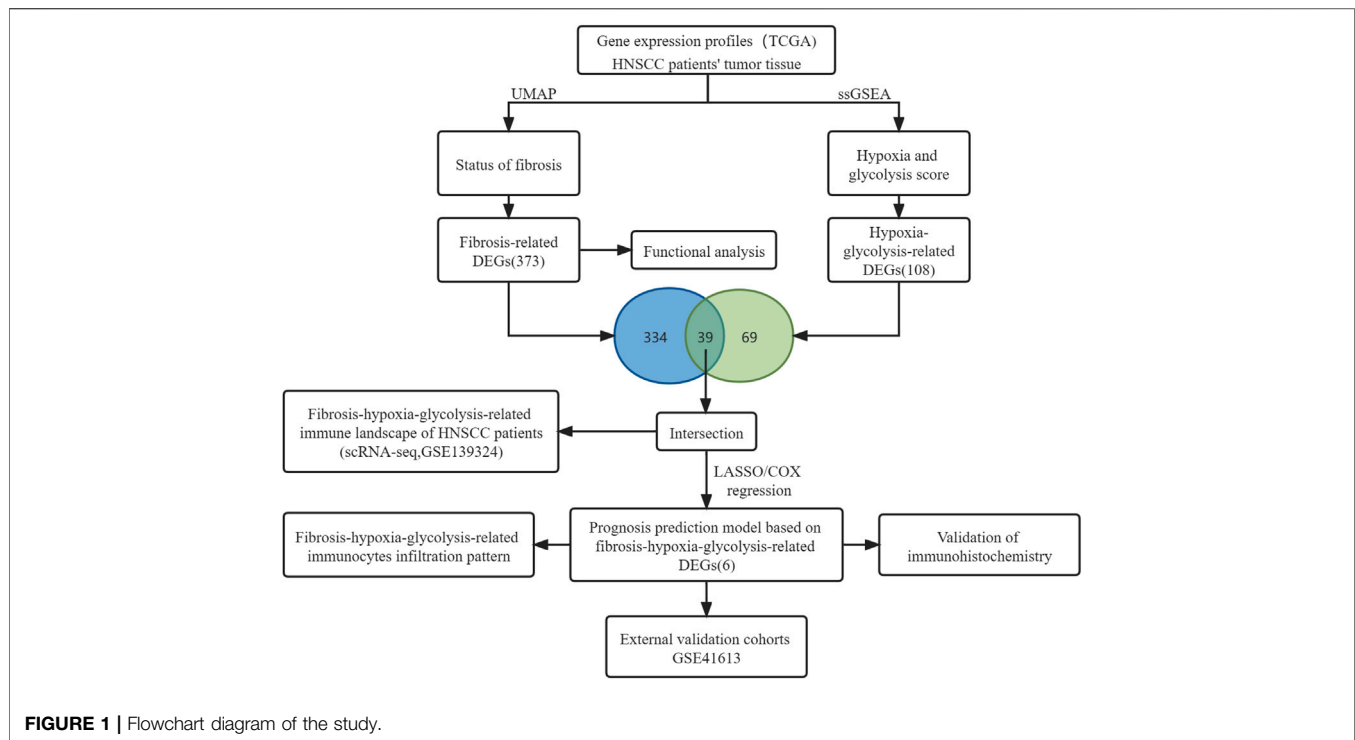 Gene expression profiles (TCGA)
HNSCC patients' tumor tissue
UMAP
ssGSEA
Status of fibrosis
Hypoxia and
glycolysis score
Fibrosis-related
DEGs(373)
Functional analysis
Hypoxia-
glycolysis-related
DEGs(108)
334
39
69
Fibrosis-hypoxia-glycolysis-related
immune landscape of HNSCC patients
(scRNA-seq,GSE139324)
Intersection
LASSO/COX
regression
Fibrosis-hypoxia-glycolysis-related
immunocytes infiltration pattern
Prognosis prediction model based on
fibrosis-hypoxia-glycolysis-related
DEGs(6)
Validation of
immunohistochemistry
External validation cohorts
GSE41613
FIGURE 1 | Flowchart diagram of the study.